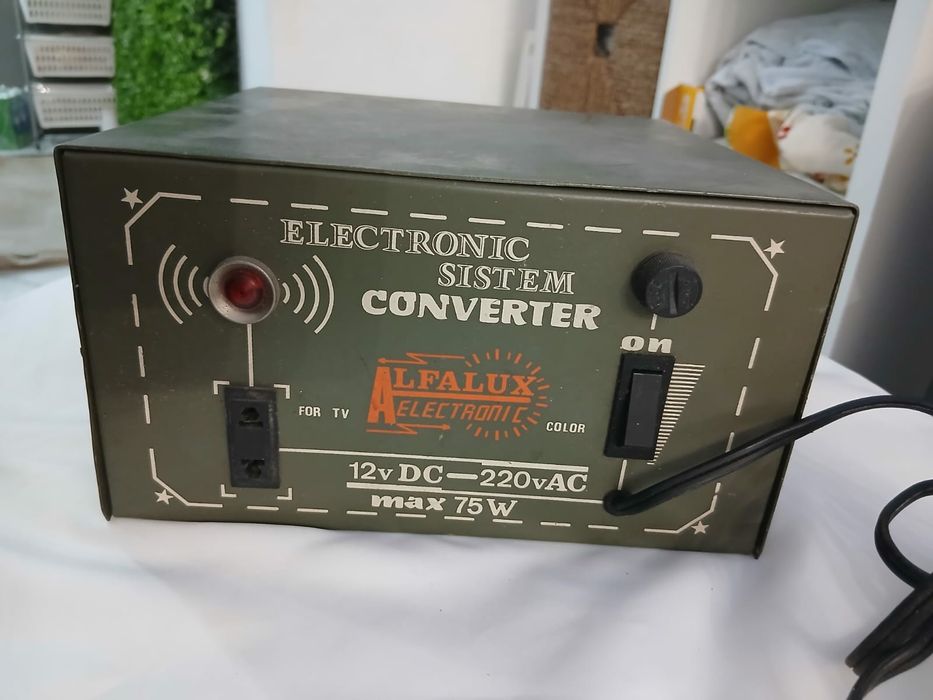 ELECTRONIC
SISTEM
CONVERTER
on
ALFALUX
ELECTRONIC
FOR TV
COLOR
12v DC—220vAC
max 75W